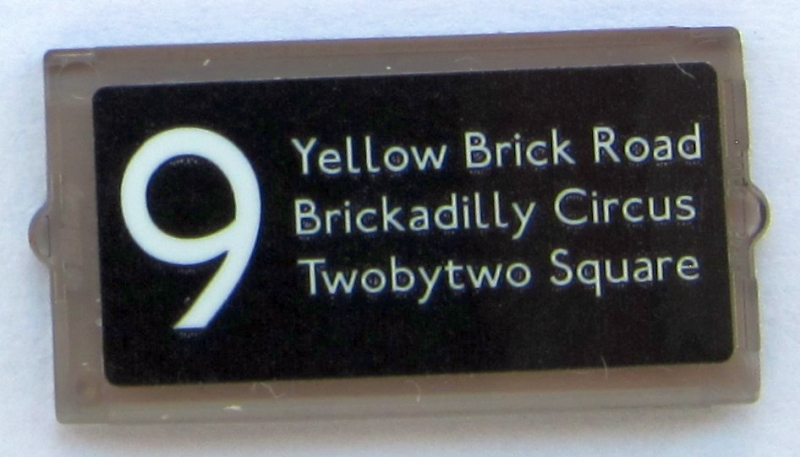 9
Yellow Brick Road
Brickadilly Circus
Twobytwo Square